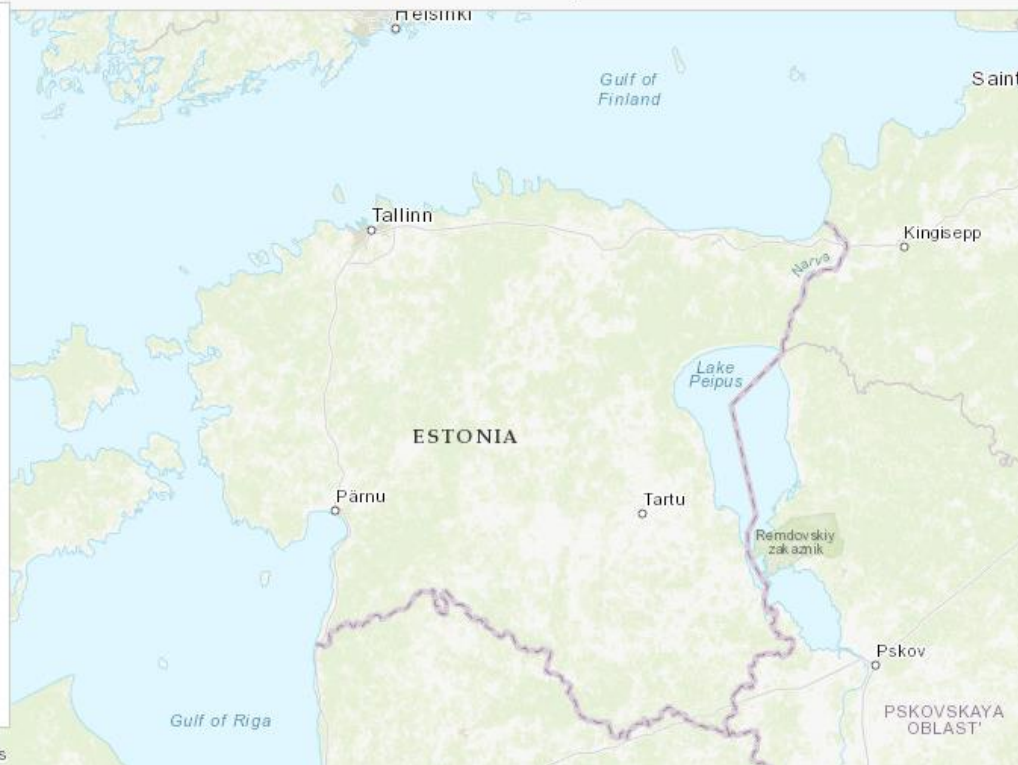 Helsinki
Gulf of
Finland
Saint
Tallinn
Kingisepp
Narva
Lake
Peipus
ESTONIA
Pärnu
Tartu
Remdovskiy
zakaznik
Pskov
Gulf of Riga
PSKOVSKAYA
OBLAST'
s